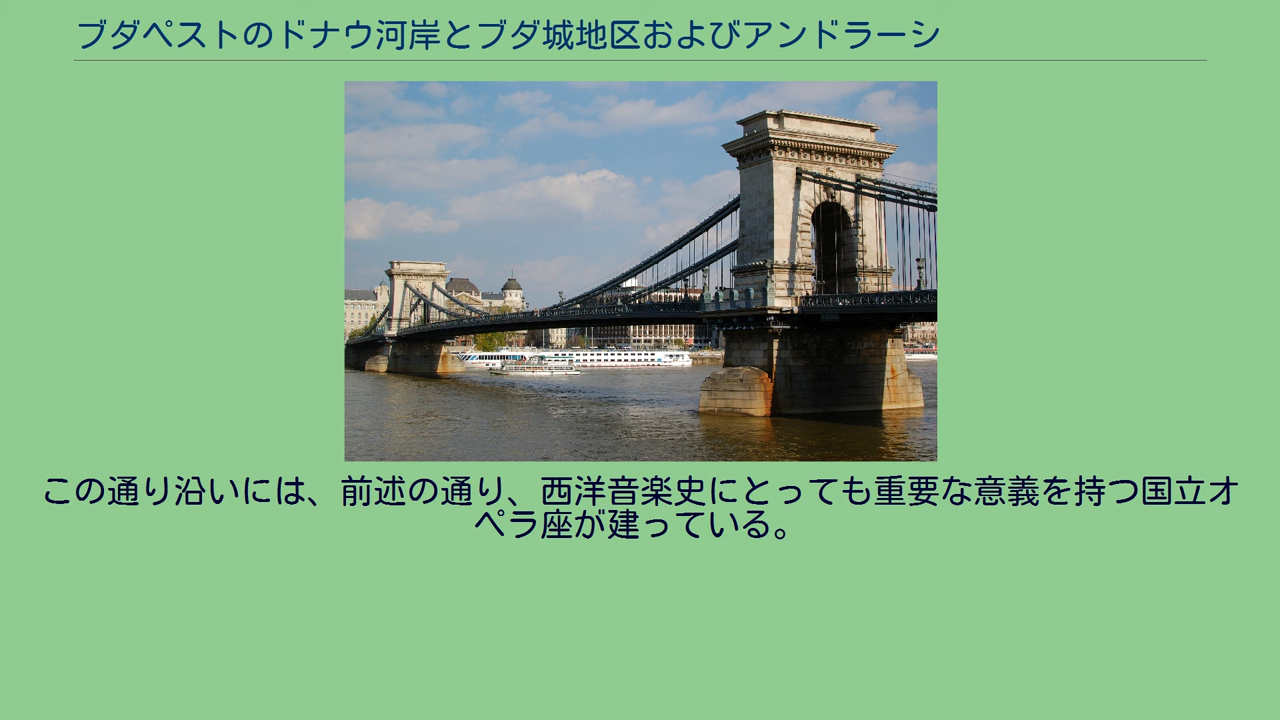 ブダペストのドナウ河岸とブダ城地区およびアンドラーシ
この通り沿いには、前述の通り、西洋音楽史にとっても重要な意義を持つ国立オ
ペラ座が建っている。